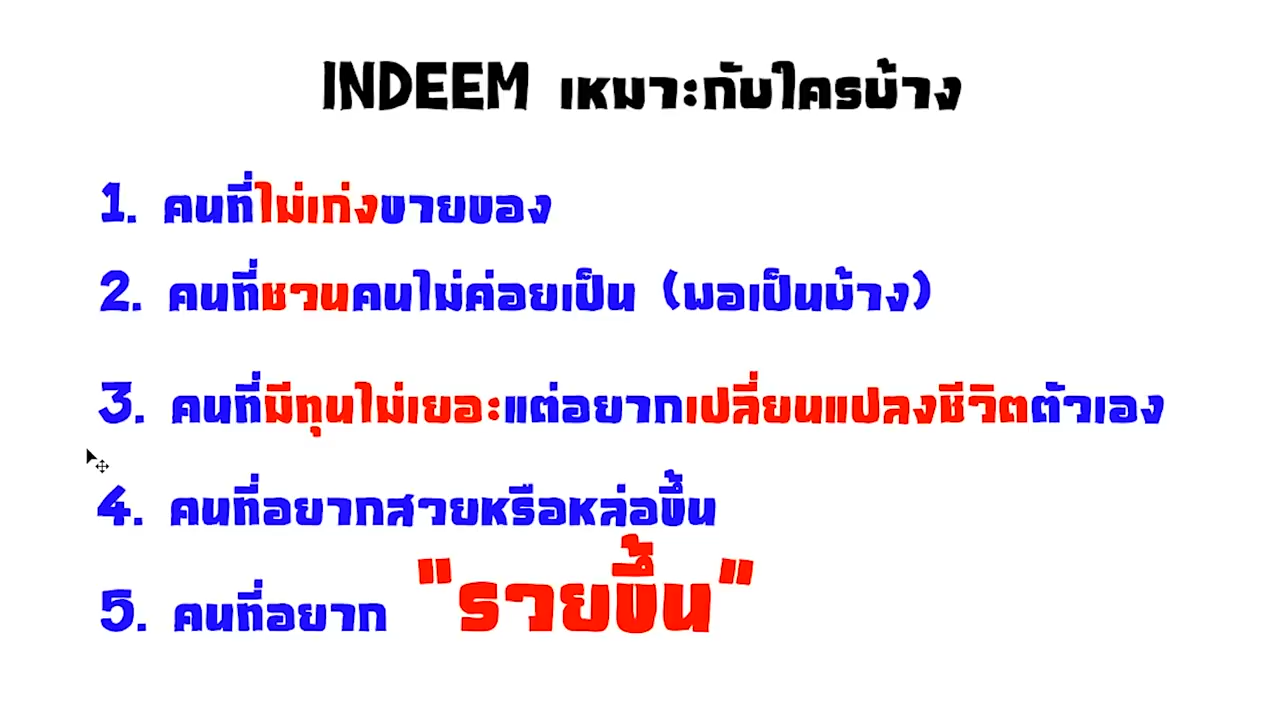 INDEEM เหมาะกับใครบ้าง
1. คนที่ไม่เก่งขายของ
2. คนที่ชวนคนไม่ค่อยเป็น (พอเป็นบ้าง)
3. คนที่มีทุนไม่เยอะแต่อยากเปลี่ยนแปลงชีวิตตัวเอง
4. คนที่อยากสวยหรือหล่อขึ้น
5. คนที่อยาก "รวยขึ้น"